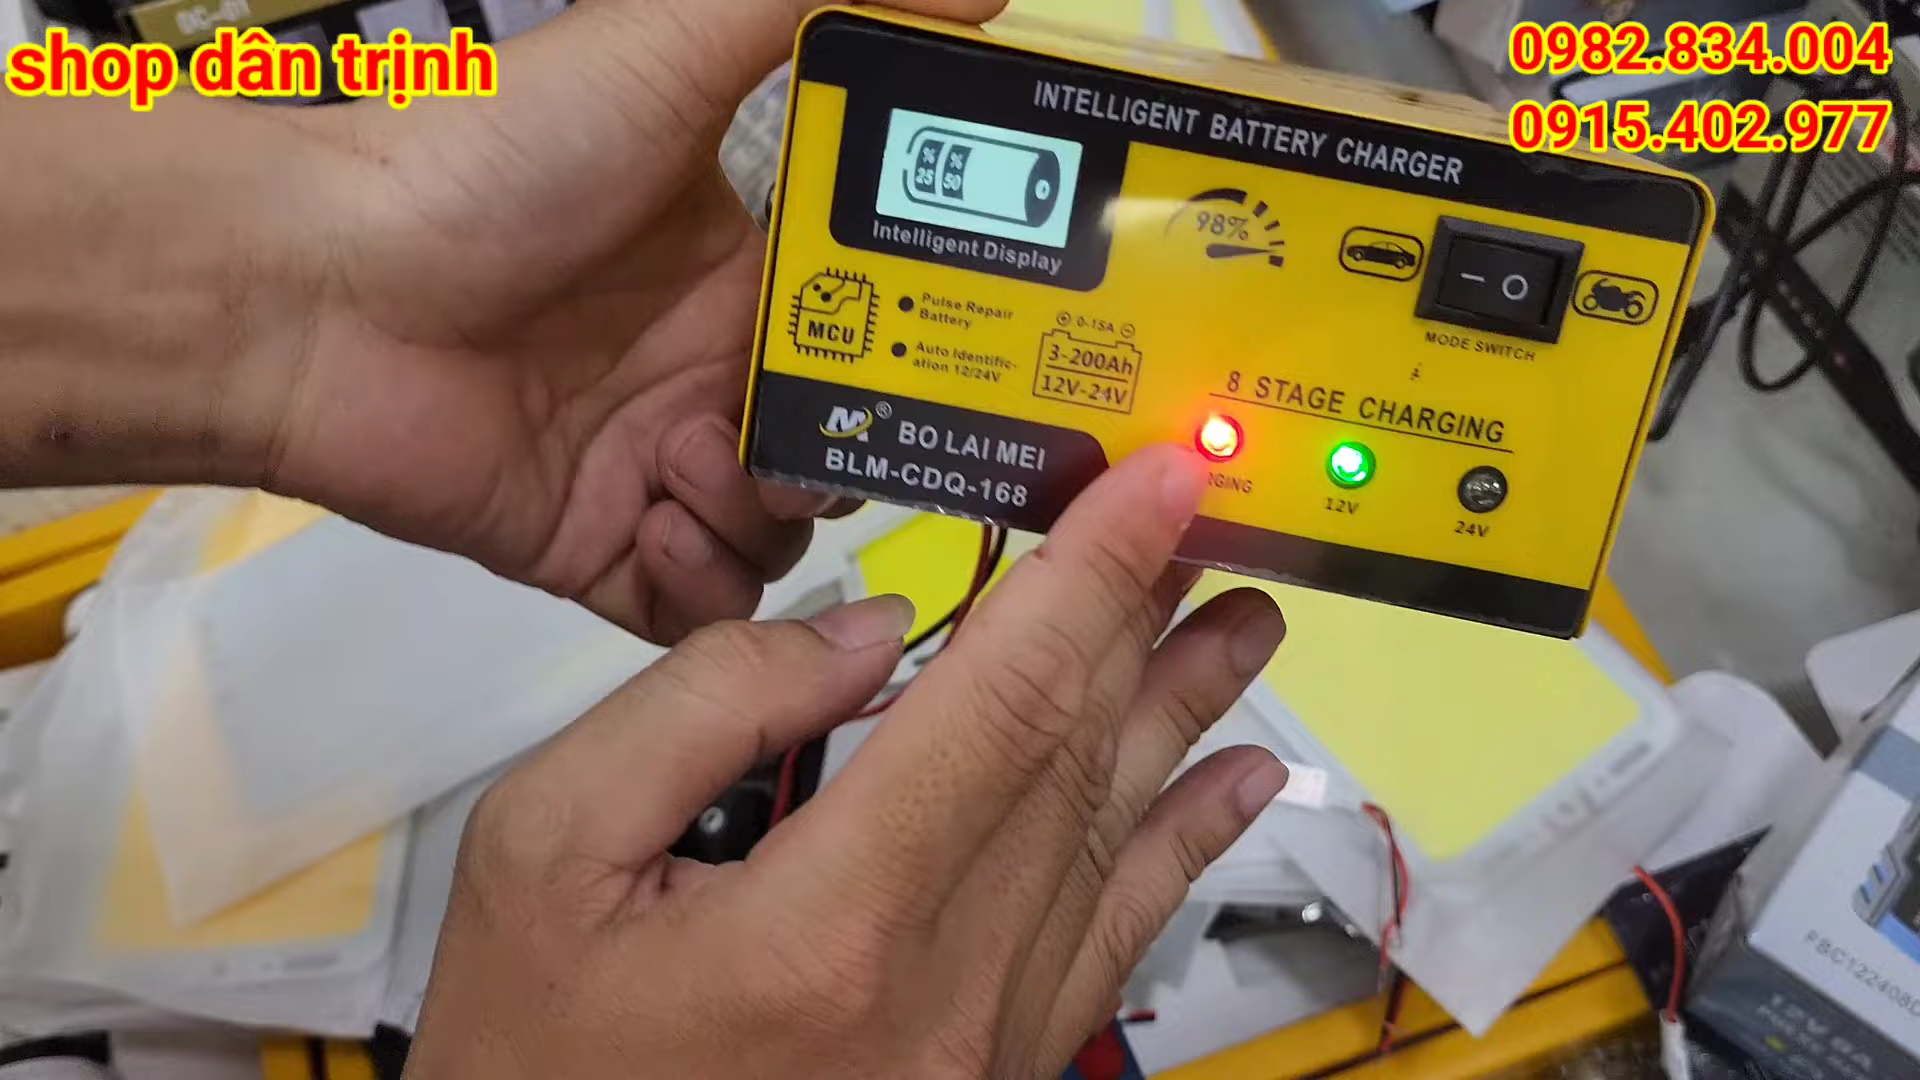 shop dân trịnh
0982.834.004
0915.402.977
INTELLIGENT BATTERY CHARGER
% %
25 50
Intelligent Display
98%
MCU
Pulse Repair
Battery
Auto Identific-
ation 12/24V
0-15A
3-200Ah
12V-24V
MODE SWITCH
8 STAGE CHARGING
BO LAI MEI
BLM-CDQ-168
12V
24V